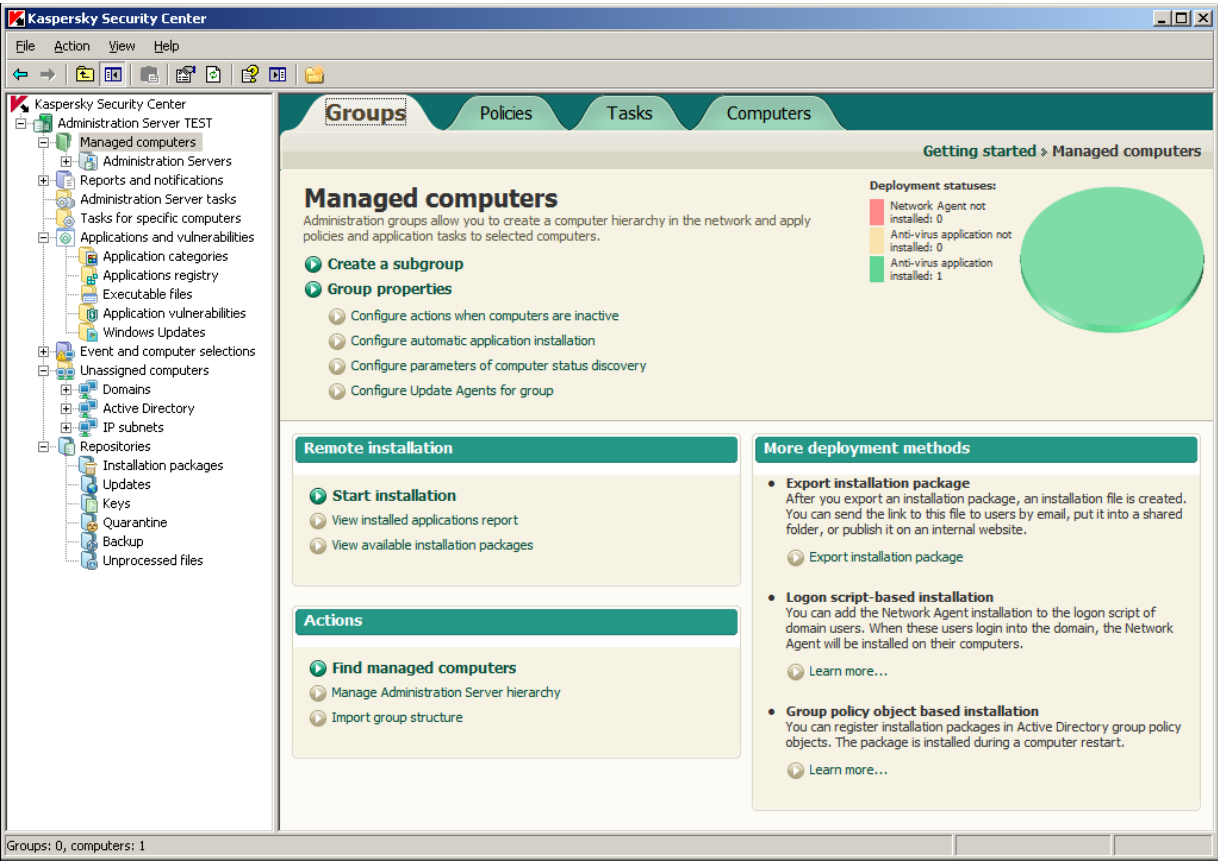 Kaspersky Security Center
File Action View Help
Kaspersky Security Center
Administration Server TEST
Managed computers
Administration Servers
Reports and notifications
Administration Server tasks
Tasks for specific computers
Applications and vulnerabilities
Application categories
Applications registry
Executable files
Application vulnerabilities
Windows Updates
Event and computer selections
Unassigned computers
Domains
Active Directory
IP subnets
Repositories
Installation packages
Updates
Keys
Quarantine
Backup
Unprocessed files
Groups Policies Tasks Computers
Getting started » Managed computers
Managed computers
Administration groups allow you to create a computer hierarchy in the network and apply
policies and application tasks to selected computers.
Create a subgroup
Group properties
Configure actions when computers are inactive
Configure automatic application installation
Configure parameters of computer status discovery
Configure Update Agents for group
Deployment statuses:
Network Agent not
installed: 0
Anti-virus application not
installed: 0
Anti-virus application
installed: 1
Remote installation
Start installation
View installed applications report
View available installation packages
Actions
Find managed computers
Manage Administration Server hierarchy
Import group structure
More deployment methods
• Export installation package
After you export an installation package, an installation file is created.
You can send the link to this file to users by email, put it into a shared
folder, or publish it on an internal website.
Export installation package
• Logon script-based installation
You can add the Network Agent installation to the logon script of
domain users. When these users login into the domain, the Network
Agent will be installed on their computers.
Learn more...
• Group policy object based installation
You can register installation packages in Active Directory group policy
objects. The package is installed during a computer restart.
Learn more...
Groups: 0, computers: 1